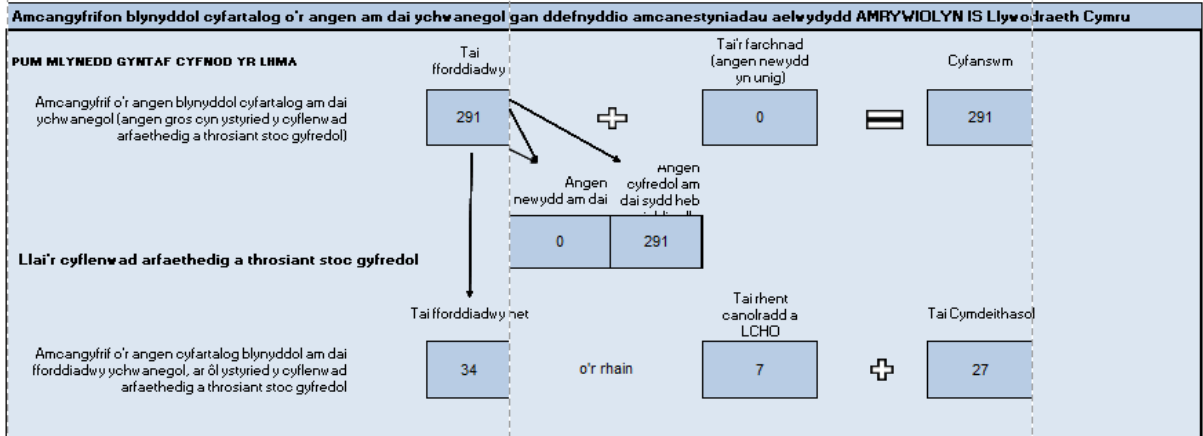 Amcangyfrifon blynyddol cyfartalog o'r angen am dai ychwanegol gan ddefnyddio amcanestyniadau aelwydydd AMRYWIOLYN IS Llywodraeth Cymru
PUM MLYNEDD GYNTAF CYFNOD YR LHMA
Tai
fforddiadwy
Tai'r farchnad
(angen newydd
yn unig)
Cyfanswm
Amcangyfrif o'r angen blynyddol cyfartalog am dai
ychwanegol (angen gros cyn ystyried y cyflenwad
arfaethedig a throsiant stoc gyfredol)
291
0
291
Angen
newydd am dai
Angen
cyfredol am
dai sydd heb
0
291
Llai'r cyflenwad arfaethedig a throsiant stoc gyfredol
Tai fforddiadwy net
Tai rhent
canolradd a
LCHO
Tai Cymdeithasol
Amcangyfrif o'r angen cyfartalog blynyddol am dai
fforddiadwy ychwanegol, ar ôl ystyried y cyflenwad
arfaethedig a throsiant stoc gyfredol
34
o'r rhain
7
27